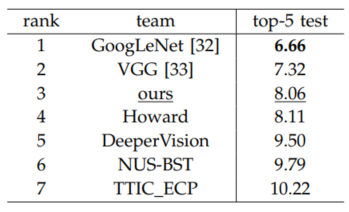 rank team top-5 test
1 GoogLeNet [32] 6.66
2 VGG [33] 7.32
3 ours 8.06
4 Howard 8.11
5 DeeperVision 9.50
6 NUS-BST 9.79
7 TTIC_ECP 10.22